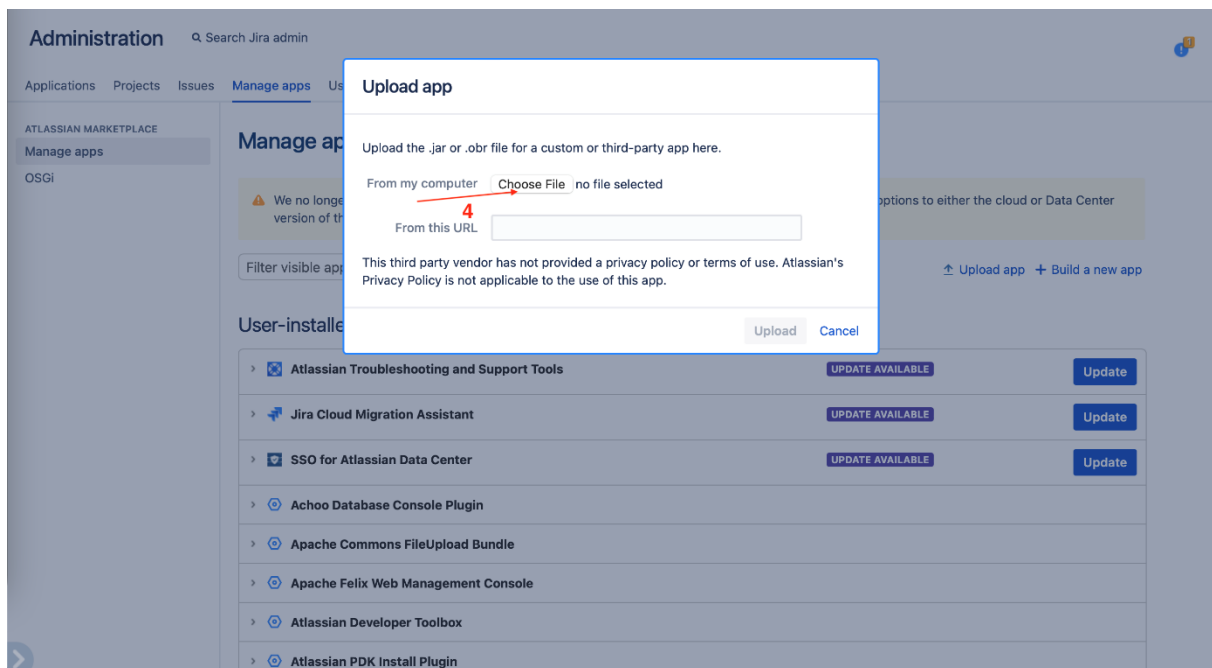 Administration
Search Jira admin
1
Applications Projects Issues Manage apps Us
ATLASSIAN MARKETPLACE
Manage apps
OSGi
Manage ap
Upload app
Upload the .jar or .obr file for a custom or third-party app here.
From my computer Choose File no file selected
4
From this URL
This third party vendor has not provided a privacy policy or terms of use. Atlassian's
Privacy Policy is not applicable to the use of this app.
Upload Cancel
We no longe
version of th
options to either the cloud or Data Center
Filter visible app
Upload app + Build a new app
User-installe
Atlassian Troubleshooting and Support Tools UPDATE AVAILABLE Update
Jira Cloud Migration Assistant UPDATE AVAILABLE Update
SSO for Atlassian Data Center UPDATE AVAILABLE Update
Achoo Database Console Plugin
Apache Commons FileUpload Bundle
Apache Felix Web Management Console
Atlassian Developer Toolbox
Atlassian PDK Install Plugin